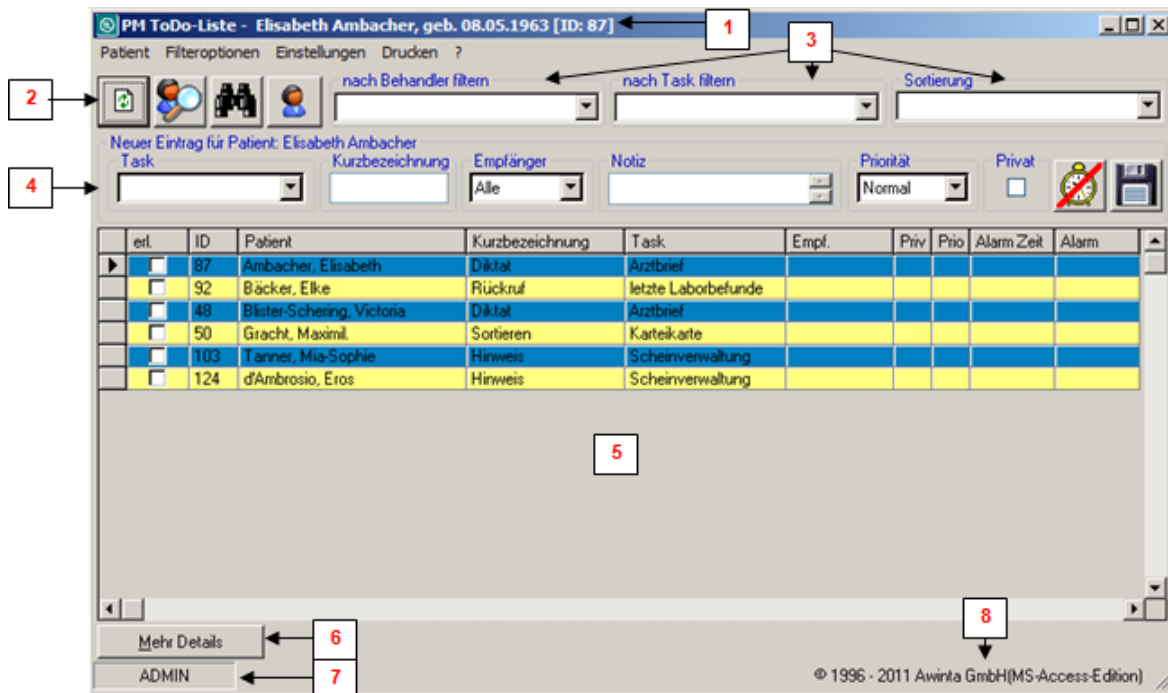 PM ToDo-Liste - Elisabeth Ambacher, geb. 08.05.1963 [ID: 87]
1
3
Patient Filteroptionen Einstellungen Drucken ?
2
nach Behandler filtern
nach Task filtern
Sortierung
Neuer Eintrag für Patient: Elisabeth Ambacher
Task Kurzbezeichnung Empfänger Notiz Priorität Privat
4
Alle
Normal
erl. ID Patient Kurzbezeichnung Task Empf. Priv Prio Alarm Zeit Alarm
87 Ambacher, Elisabeth Diktat Arztbrief
92 Bäcker, Elke Rückruf letzte Laborbefunde
48 Blister-Schering, Victoria Diktat Arztbrief
50 Gracht, Maximil. Sortieren Karteikarte
103 Tanner, Mia-Sophie Hinweis Scheinverwaltung
124 d'Ambrosio, Eros Hinweis Scheinverwaltung
5
8
Mehr Details
6
ADMIN
7
© 1996 - 2011 Awinta GmbH(MS-Access-Edition)